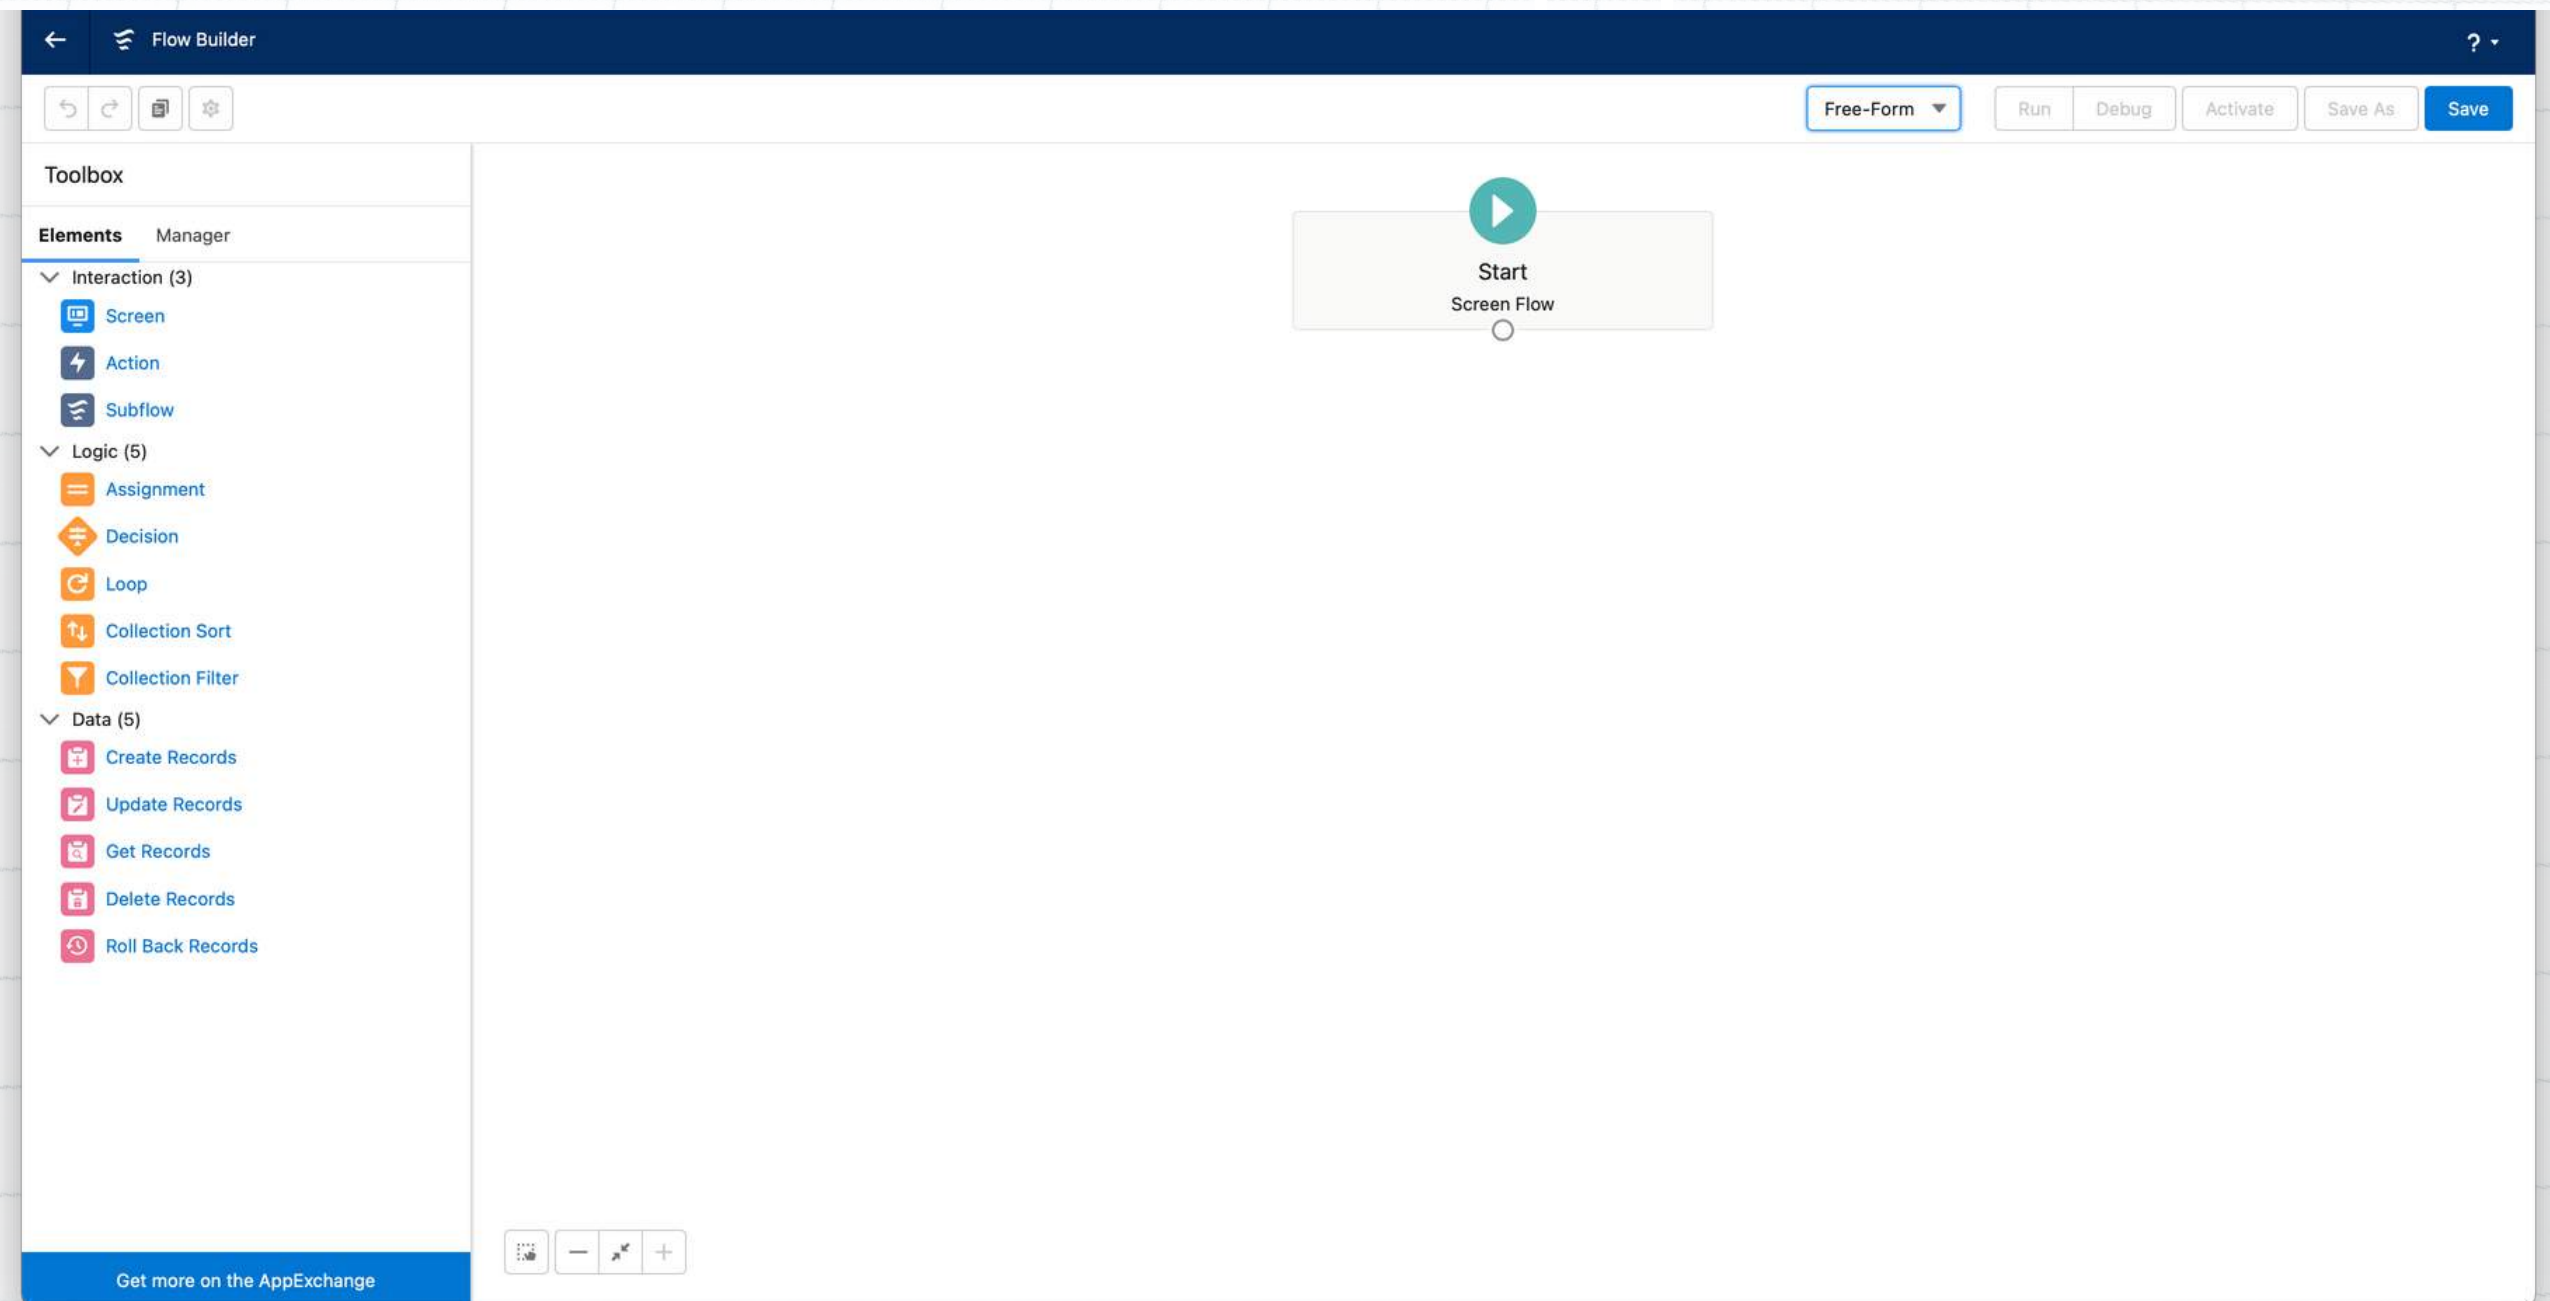 Flow Builder
?
Free-Form
Run
Debug
Activate
Save As
Save
Toolbox
Elements
Manager
Interaction (3)
Screen
Action
Subflow
Logic (5)
Assignment
Decision
Loop
Collection Sort
Collection Filter
Data (5)
Create Records
Update Records
Get Records
Delete Records
Roll Back Records
Get more on the AppExchange
Start
Screen Flow